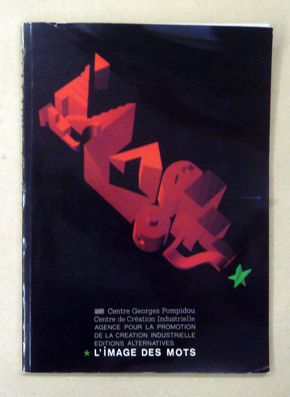 Centre Georges Pompidou
Centre de Création Industrielle
AGENCE POUR LA PROMOTION
DE LA CREATION INDUSTRIELLE
EDITIONS ALTERNATIVES
* L'IMAGE DES MOTS